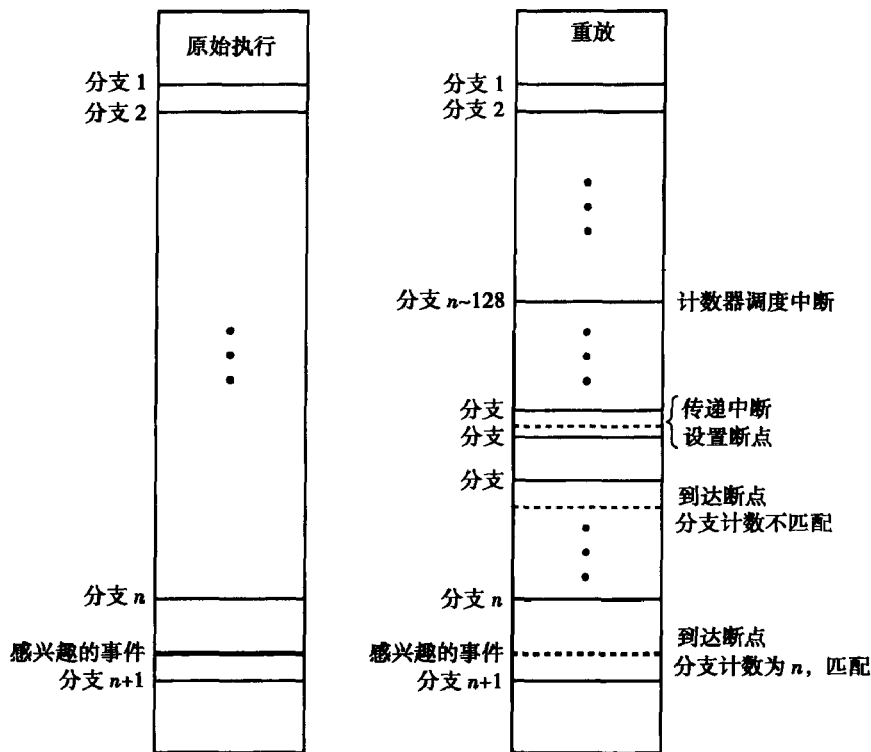 原始执行
分支 1
分支 2
分支 n
感兴趣的事件
分支 n+1
重放
分支 1
分支 2
分支 n~128
计数器调度中断
分支
传递中断
分支
设置断点
分支
到达断点
分支计数不匹配
分支 n
到达断点
感兴趣的事件
分支计数为 n，匹配
分支 n+1